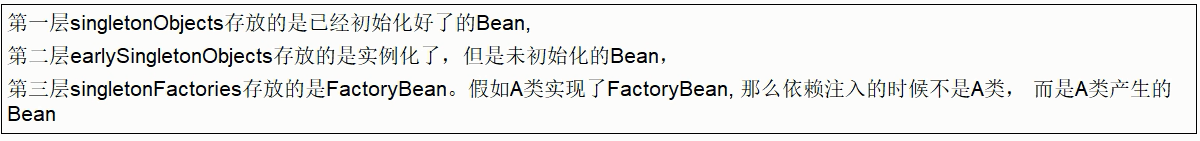 第一层singletonObjects存放的是已经初始化好了的Bean,
第二层earlySingletonObjects存放的是实例化了，但是未初始化的Bean，
第三层singletonFactories存放的是FactoryBean。假如A类实现了FactoryBean, 那么依赖注入的时候不是A类， 而是A类产生的
Bean